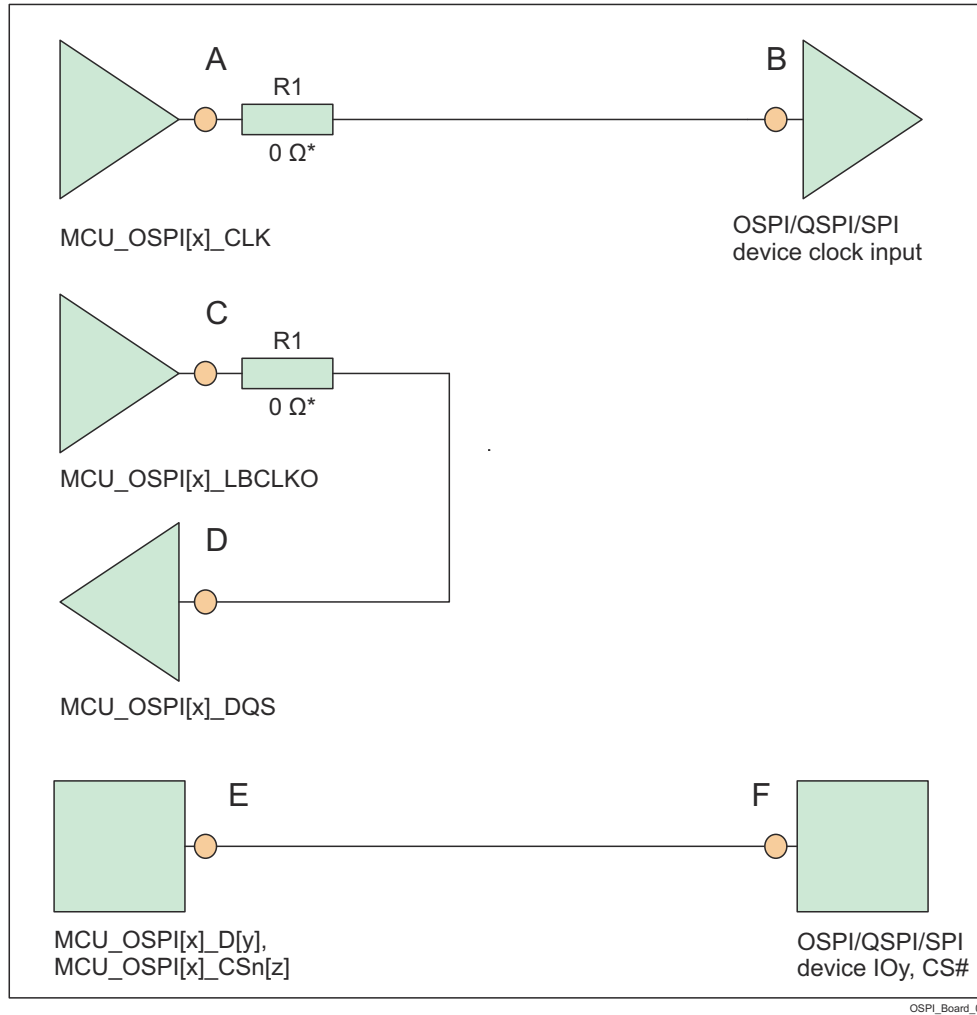 A
B
R1
0 Ω*
MCU_OSPI[x]_CLK
OSPI/QSPI/SPI
device clock input
C
R1
0 Ω*
MCU_OSPI[x]_LBCLKO
D
MCU_OSPI[x]_DQS
E
F
MCU_OSPI[x]_D[y],
MCU_OSPI[x]_CSn[z]
OSPI/QSPI/SPI
device IOy, CS#